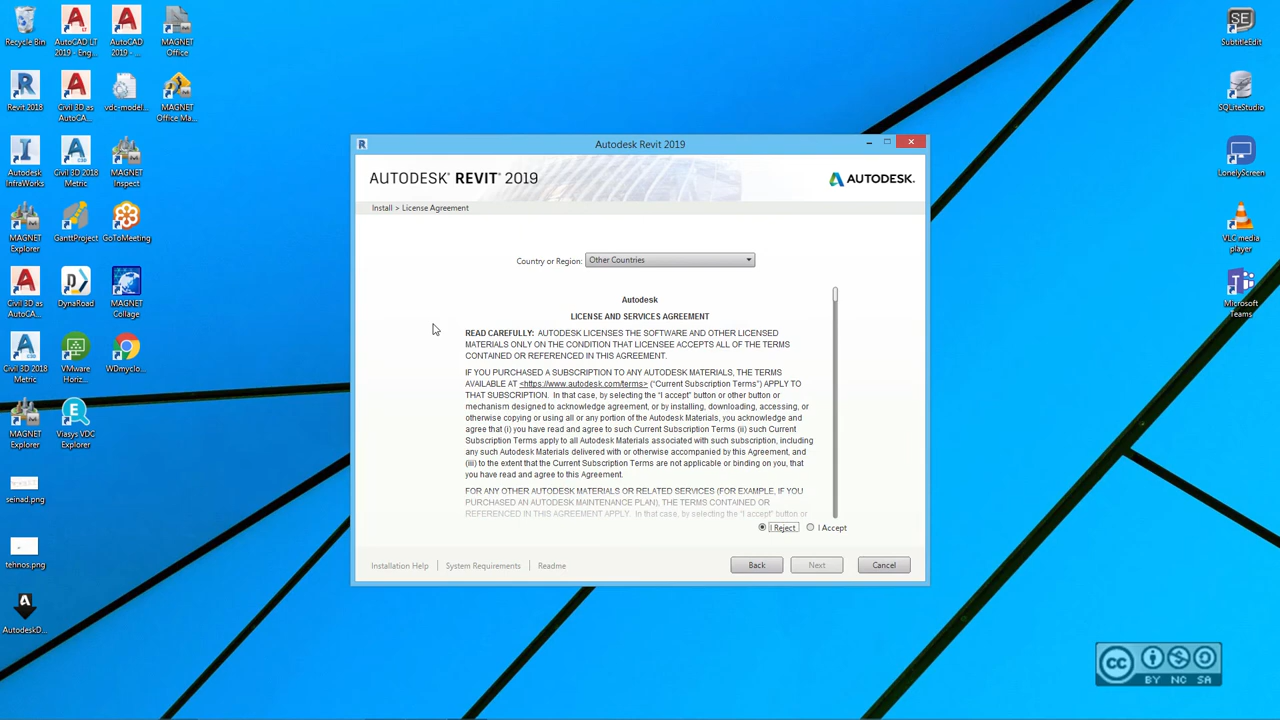 Recycle Bin
AutoCAD LT
2019 - Eng...
AutoCAD
2019 - ...
MAGNET
Office
Revit 2018
Civil 3D as
AutoCA...
vdc-model...
MAGNET
Office Ma...
Autodesk
InfraWorks
Civil 3D 2018
Metric
MAGNET
Inspect
MAGNET
Explorer
GanttProject
GoToMeeting
Civil 3D as
AutoCA...
DynaRoad
MAGNET
Collage
Civil 3D 2018
Metric
VMware
Horiz...
WDmyclo...
MAGNET
Explorer
Viasys VDC
Explorer
seinad.png
tehnos.png
AutodeskD...
Autodesk Revit 2019
AUTODESK® REVIT® 2019
AUTODESK.
Install > License Agreement
Country or Region: Other Countries
Autodesk
LICENSE AND SERVICES AGREEMENT
READ CAREFULLY: AUTODESK LICENSES THE SOFTWARE AND OTHER LICENSED
MATERIALS ONLY ON THE CONDITION THAT LICENSEE ACCEPTS ALL OF THE TERMS
CONTAINED OR REFERENCED IN THIS AGREEMENT.
IF YOU PURCHASED A SUBSCRIPTION TO ANY AUTODESK MATERIALS, THE TERMS
AVAILABLE AT <https://www.autodesk.com/terms> (“Current Subscription Terms”) APPLY TO
THAT SUBSCRIPTION. In that case, by selecting the “I accept” button or other button or
mechanism designed to acknowledge agreement, or by installing, downloading, accessing, or
otherwise copying or using all or any portion of the Autodesk Materials, you acknowledge and
agree that (i) you have read and agree to such Current Subscription Terms (ii) such Current
Subscription Terms apply to all Autodesk Materials associated with such subscription, including
any such Autodesk Materials delivered with or otherwise accompanied by this Agreement, and
(iii) to the extent that the Current Subscription Terms are not applicable or binding on you, that
you have read and agree to this Agreement.
FOR ANY OTHER AUTODESK MATERIALS OR RELATED SERVICES (FOR EXAMPLE, IF YOU
PURCHASED AN AUTODESK MAINTENANCE PLAN), THE TERMS CONTAINED OR
REFERENCED IN THIS AGREEMENT APPLY. In that case, by selecting the “I accept” button or
I Reject I Accept
Installation Help System Requirements Readme
Back Next Cancel
SE
SubtitleEdit
SQLiteStudio
LonelyScreen
VLC media
player
Microsoft
Teams
cc
BY NC SA